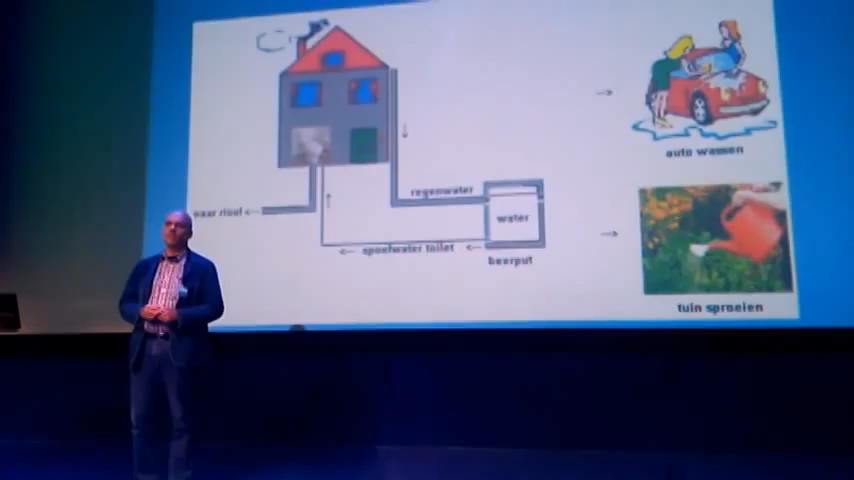 auto wassen
regenwater
naar riool <--
water
<-- spoelwater toilet <--
beerput
tuin sproeien